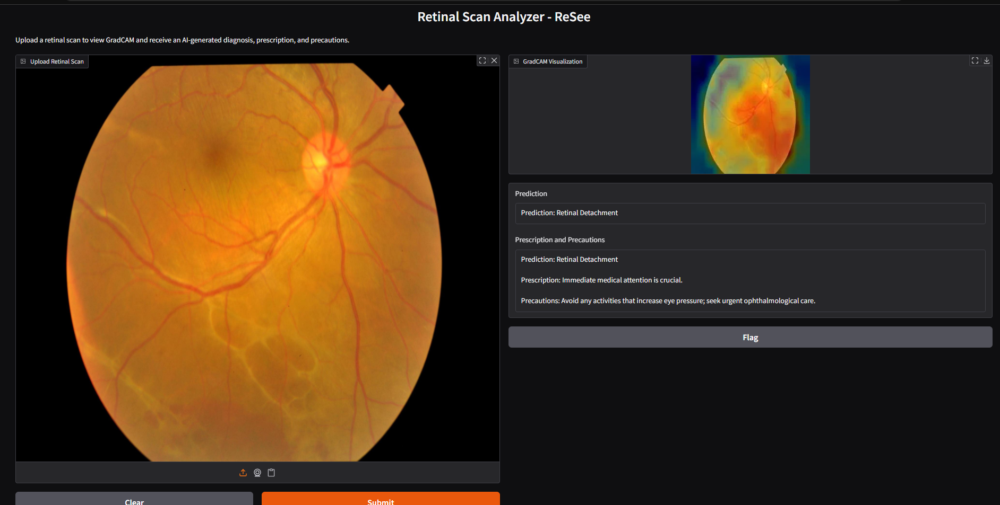 Retinal Scan Analyzer - ReSee
Upload a retinal scan to view GradCAM and receive an AI-generated diagnosis, prescription, and precautions.
Upload Retinal Scan
GradCAM Visualization
Prediction
Prediction: Retinal Detachment
Prescription and Precautions
Prediction: Retinal Detachment
Prescription: Immediate medical attention is crucial.
Precautions: Avoid any activities that increase eye pressure; seek urgent ophthalmological care.
Flag
Clear
Submit